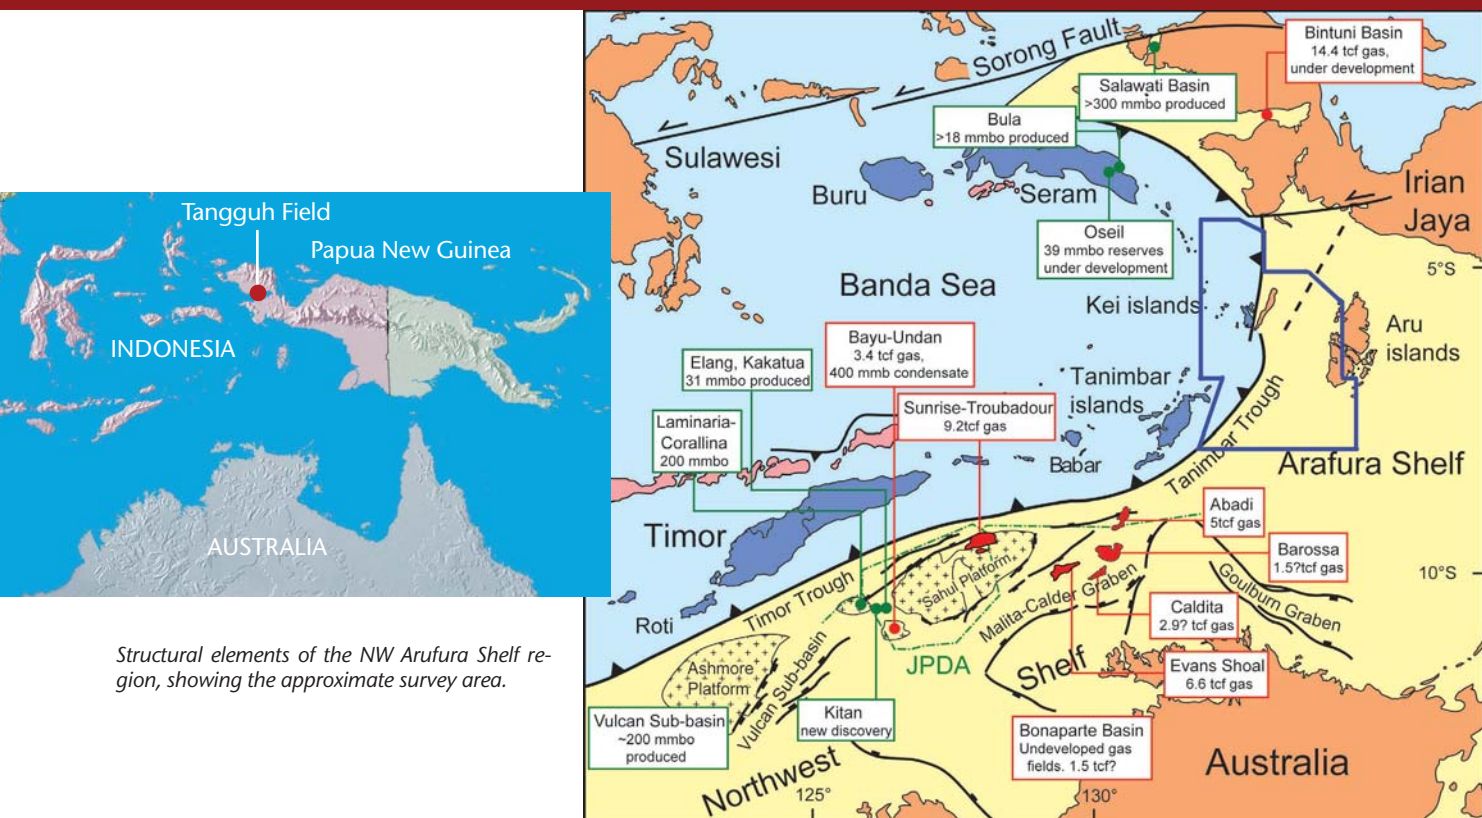 Tangguh Field
Papua New Guinea
INDONESIA
AUSTRALIA
Structural elements of the NW Arufura Shelf re-
gion, showing the approximate survey area.
Sorong Fault
Bintuni Basin
14.4 tcf gas,
under development
Salawati Basin
>300 mmbo produced
Bula
>18 mmbo produced
Sulawesi
Buru
Seram
Irian
Jaya
Oseil
39 mmbo reserves
under development
5°S
Banda Sea
Kei islands
Aru
islands
Bayu-Undan
3.4 tcf gas,
400 mmb condensate
Elang, Kakatua
31 mmbo produced
Tanimbar
islands
Sunrise-Troubadour
9.2tcf gas
Laminaria-
Corallina
200 mmbo
Babar
Tanimbar Trough
Arafura Shelf
Timor
Abadi
5tcf gas
Barossa
1.5?tcf gas
10°S
Sahul Platform
Timor Trough
Malita-Calder Graben
Goulburn Graben
Caldita
2.9? tcf gas
Roti
JPDA
Shelf
Evans Shoal
6.6 tcf gas
Ashmore
Platform
Vulcan Sub-basin
Vulcan Sub-basin
~200 mmbo
produced
Kitan
new discovery
Bonaparte Basin
Undeveloped gas
fields. 1.5 tcf?
Australia
Northwest
125°
130°